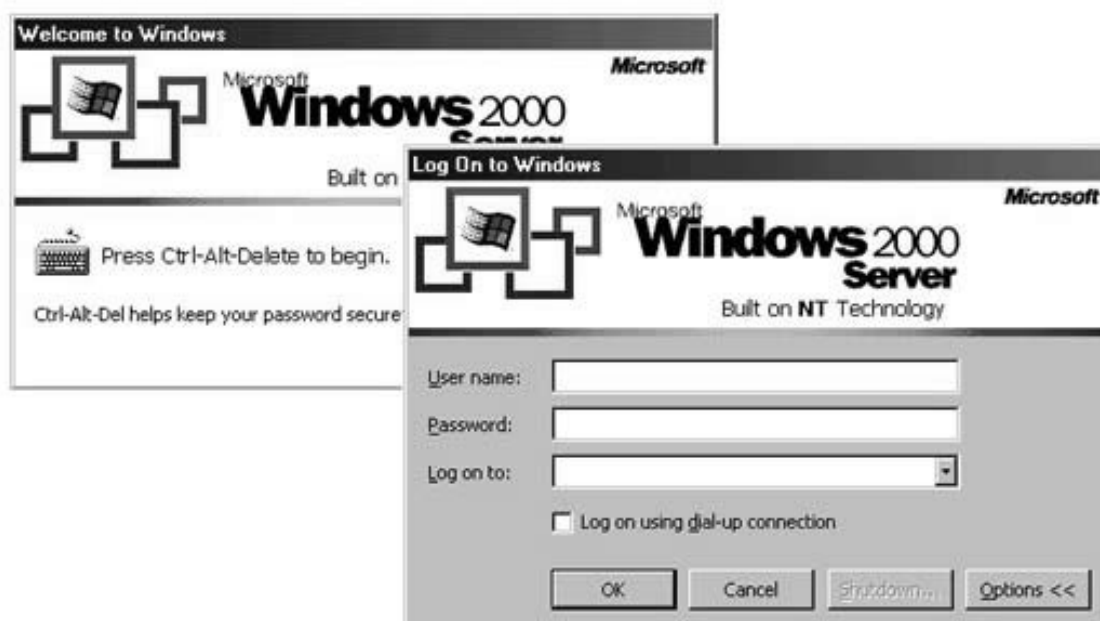 Welcome to Windows
Microsoft
Microsoft
Windows 2000
Server
Built on
Press Ctrl-Alt-Delete to begin.
Ctrl-Alt-Del helps keep your password secure
Log On to Windows
Microsoft
Microsoft
Windows 2000
Server
Built on NT Technology
User name:
Password:
Log on to:
Log on using dial-up connection
OK Cancel Shutdown... Options <<